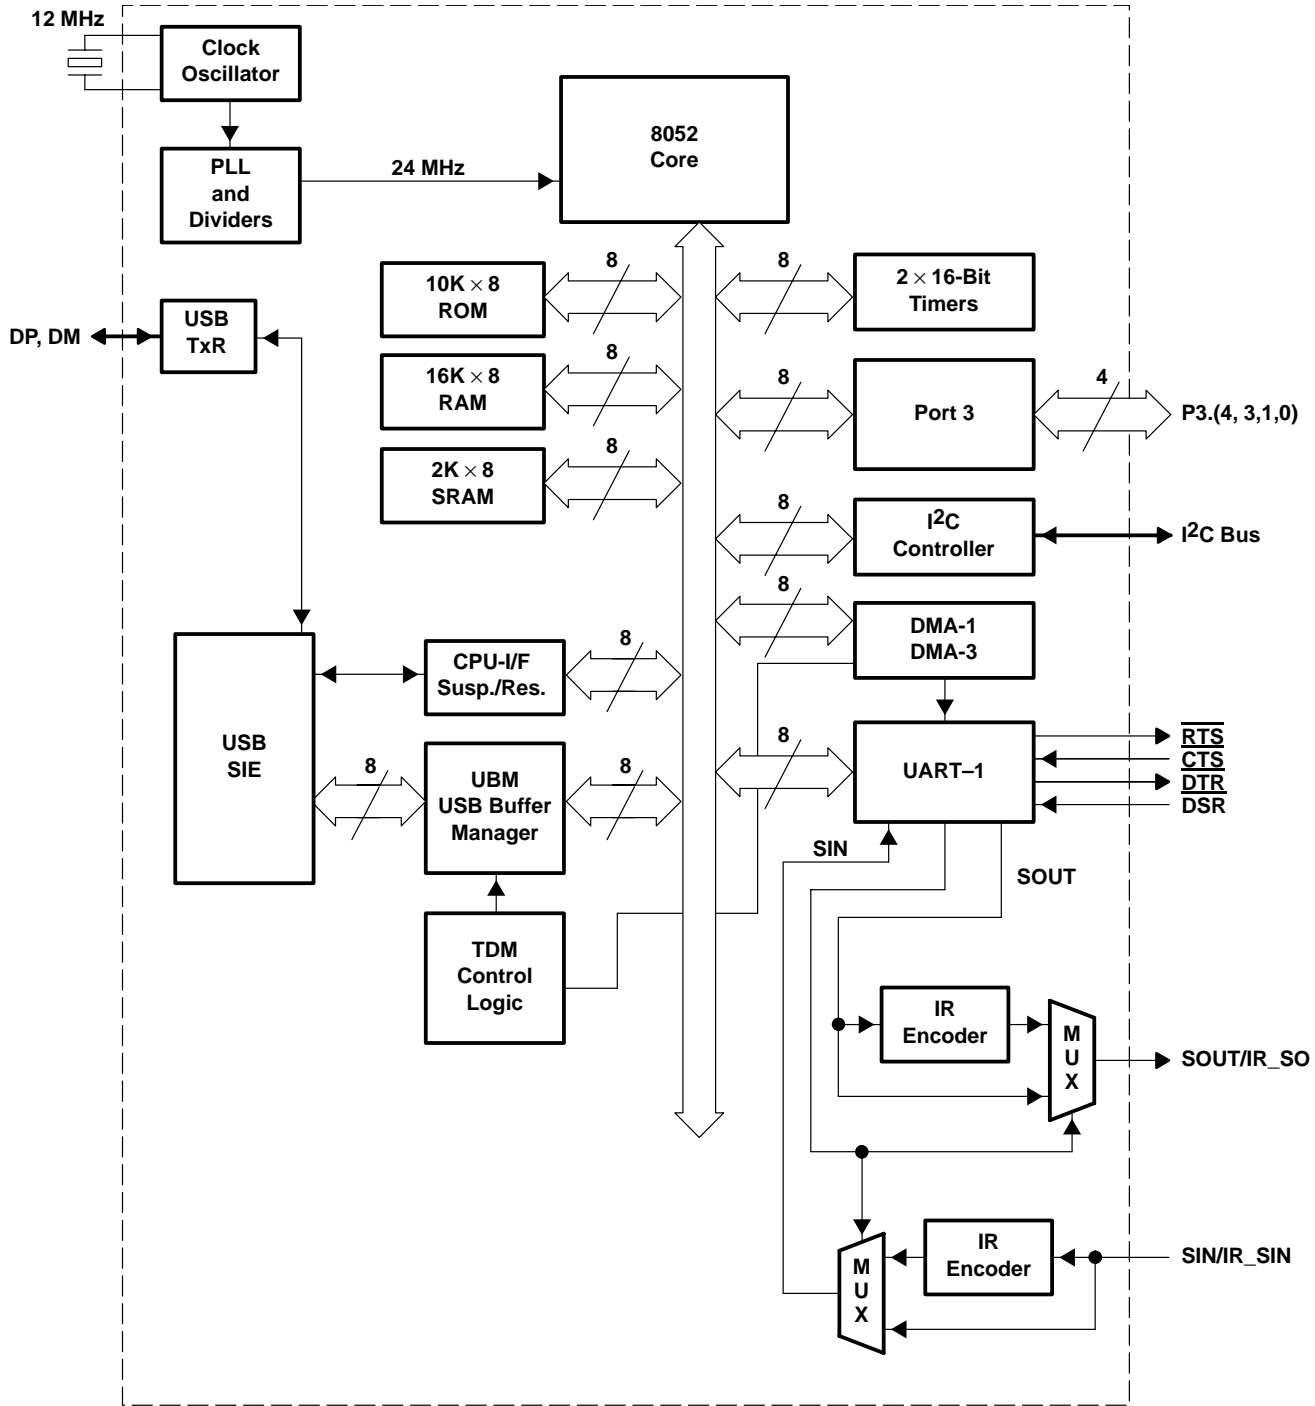 12 MHz
Clock
Oscillator
8052
Core
PLL
and
Dividers
24 MHz
10K × 8
ROM
8
8
2 × 16-Bit
Timers
DP, DM
USB
TxR
16K × 8
RAM
8
8
Port 3
4
P3.(4, 3,1,0)
2K × 8
SRAM
8
8
I2C
Controller
I2C Bus
8
DMA-1
DMA-3
USB
SIE
CPU-I/F
Susp./Res.
8
8
UBM
USB Buffer
Manager
8
8
UART–1
RTS
CTS
DTR
DSR
SIN
SOUT
TDM
Control
Logic
IR
Encoder
M
U
X
SOUT/IR_SO
M
U
X
IR
Encoder
SIN/IR_SIN